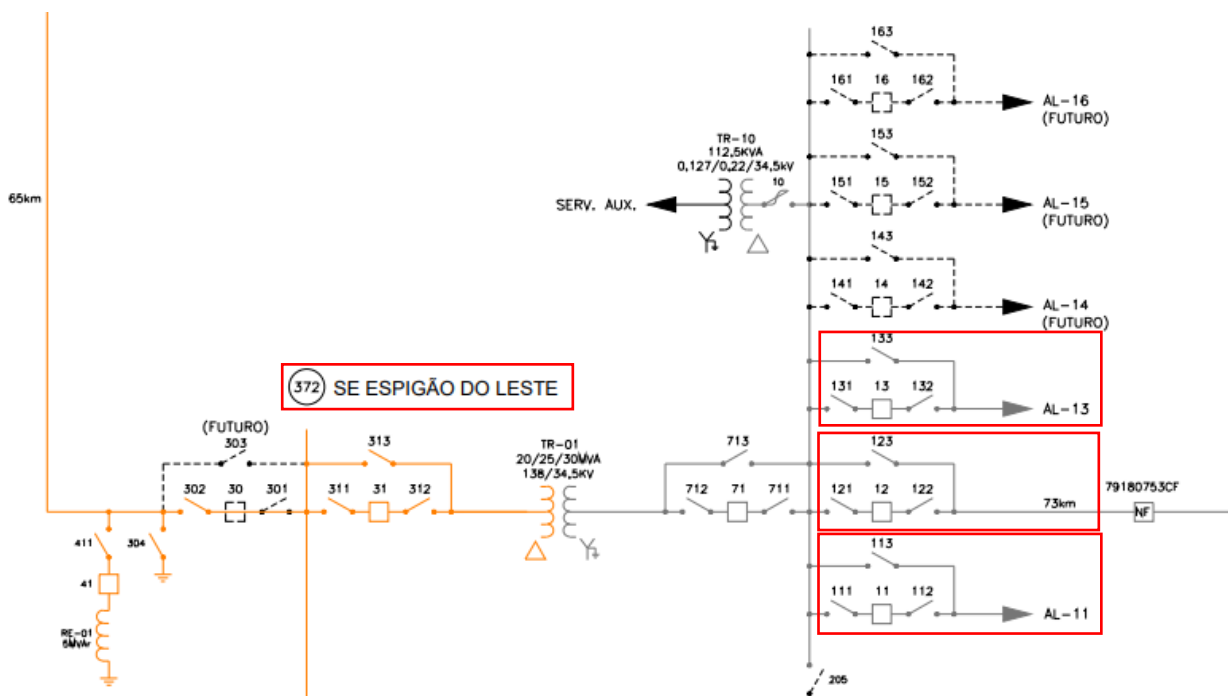 163
161 16 162
AL-16
(FUTURO)
TR-10
112,5KVA
0,127/0,22/34,5kV
153
10
151 15 152
SERV. AUX.
AL-15
(FUTURO)
65km
143
141 14 142
AL-14
(FUTURO)
133
372 SE ESPIGÃO DO LESTE
131 13 132
AL-13
(FUTURO)
303
313
TR-01
20/25/30MVA
138/34,5KV
713
123
302 30 301
311 31 312
712 71 711
121 12 122
73km
79180753CF
NF
411
304
41
113
111 11 112
AL-11
RE-01
5MVAr
205